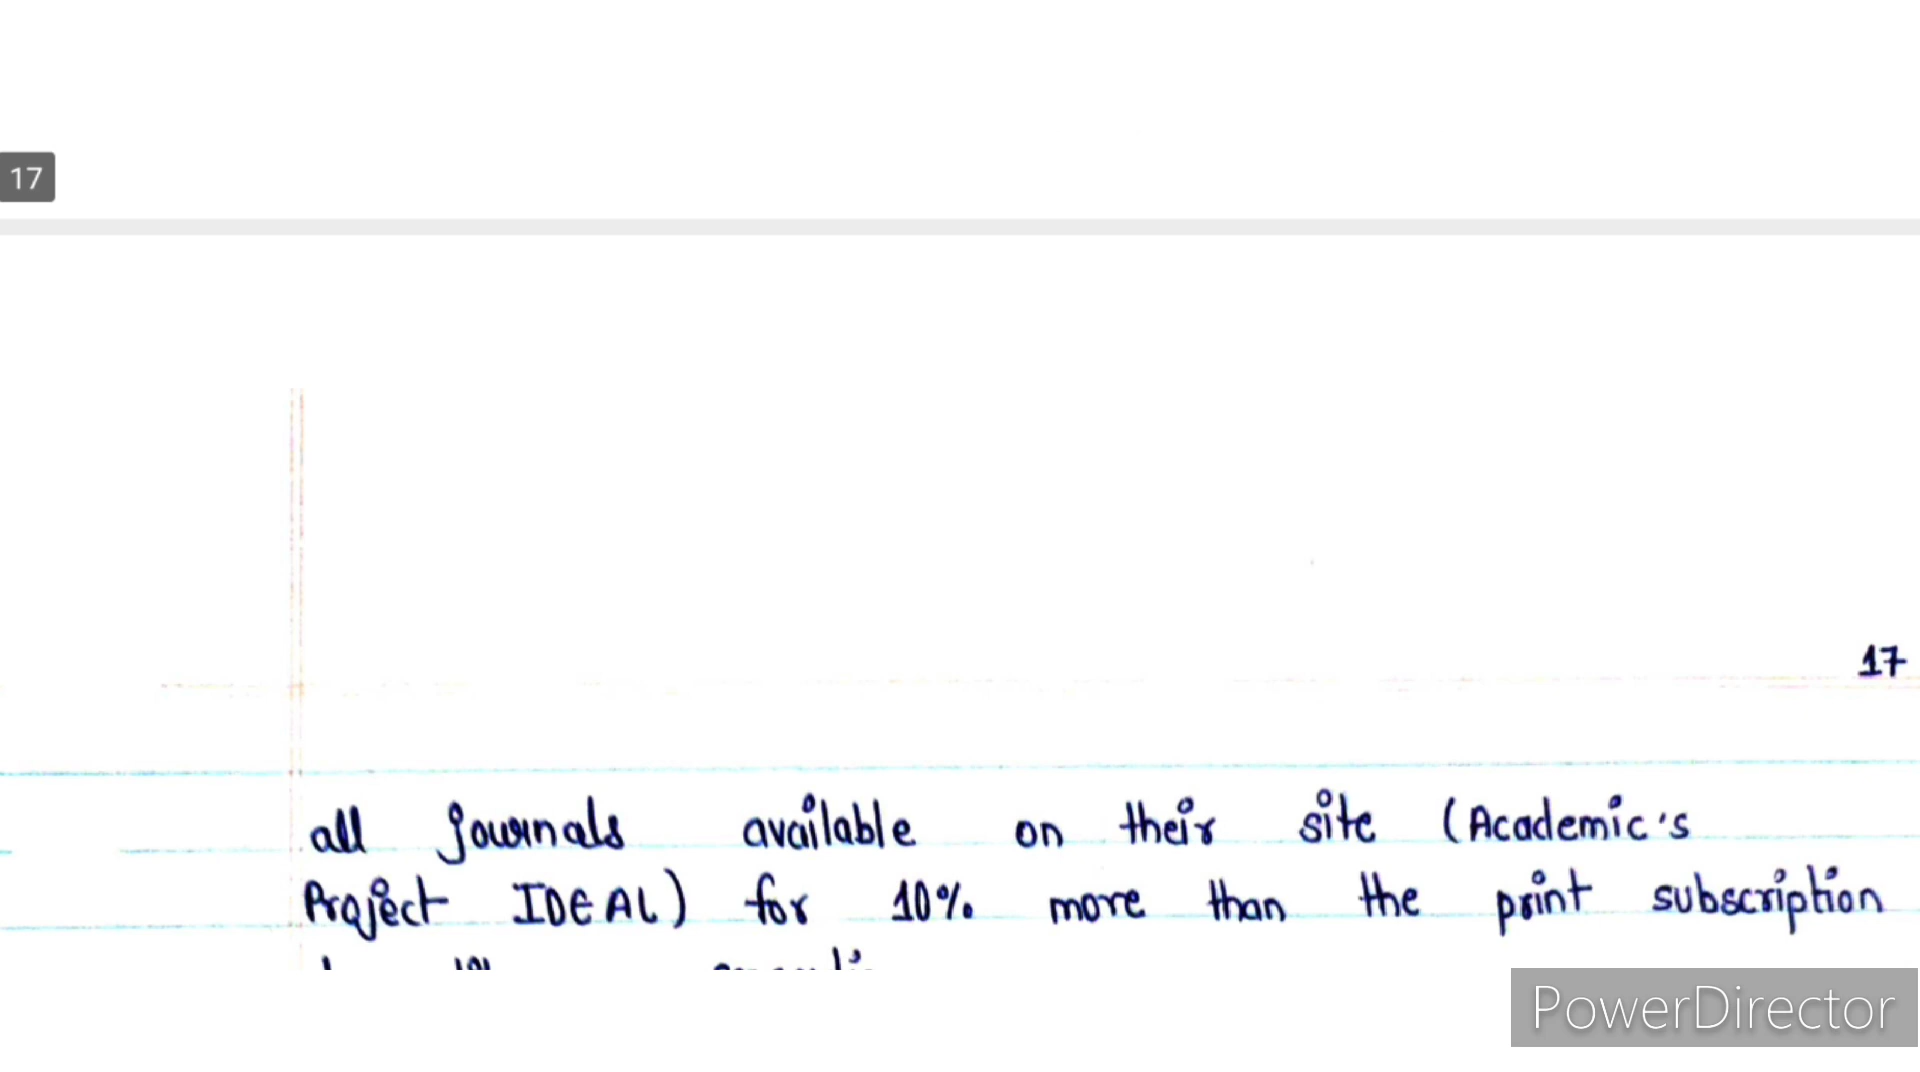 17
17
all journals available on their site (Academic's
Project IDEAL) for 10% more than the print subscription
PowerDirector